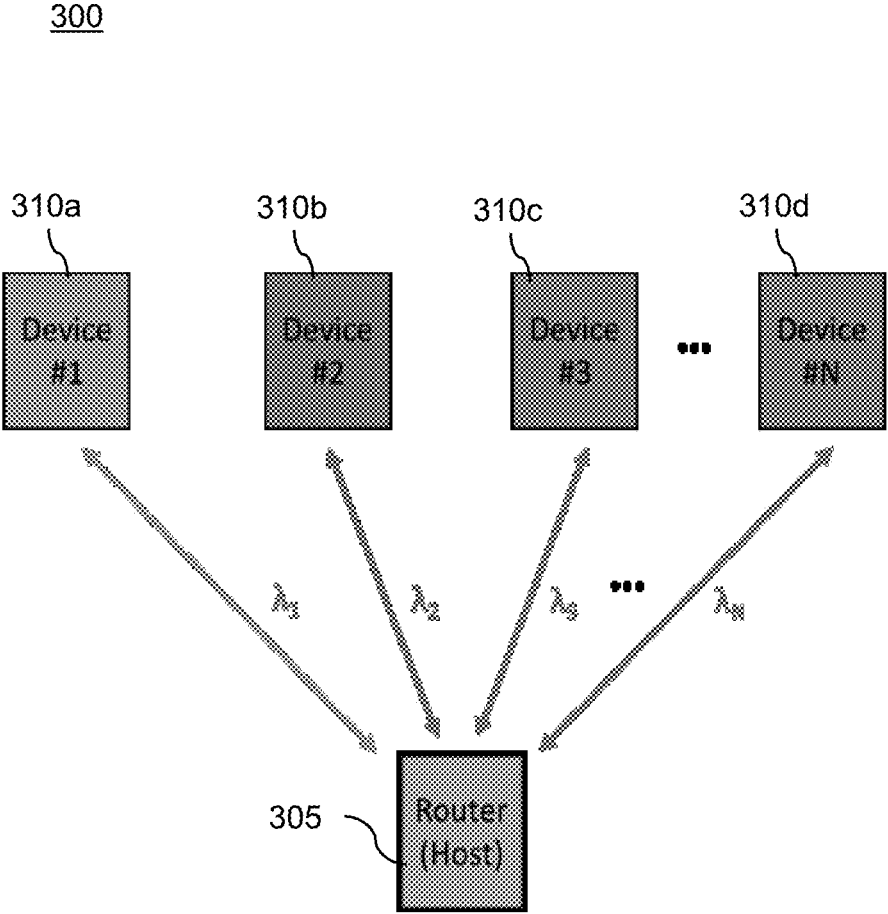 300
310a 310b 310c 310d
Device #1 Device #2 Device #3 ... Device #N
λ1 λ2 λ3 ... λN
305
Router
(Host)